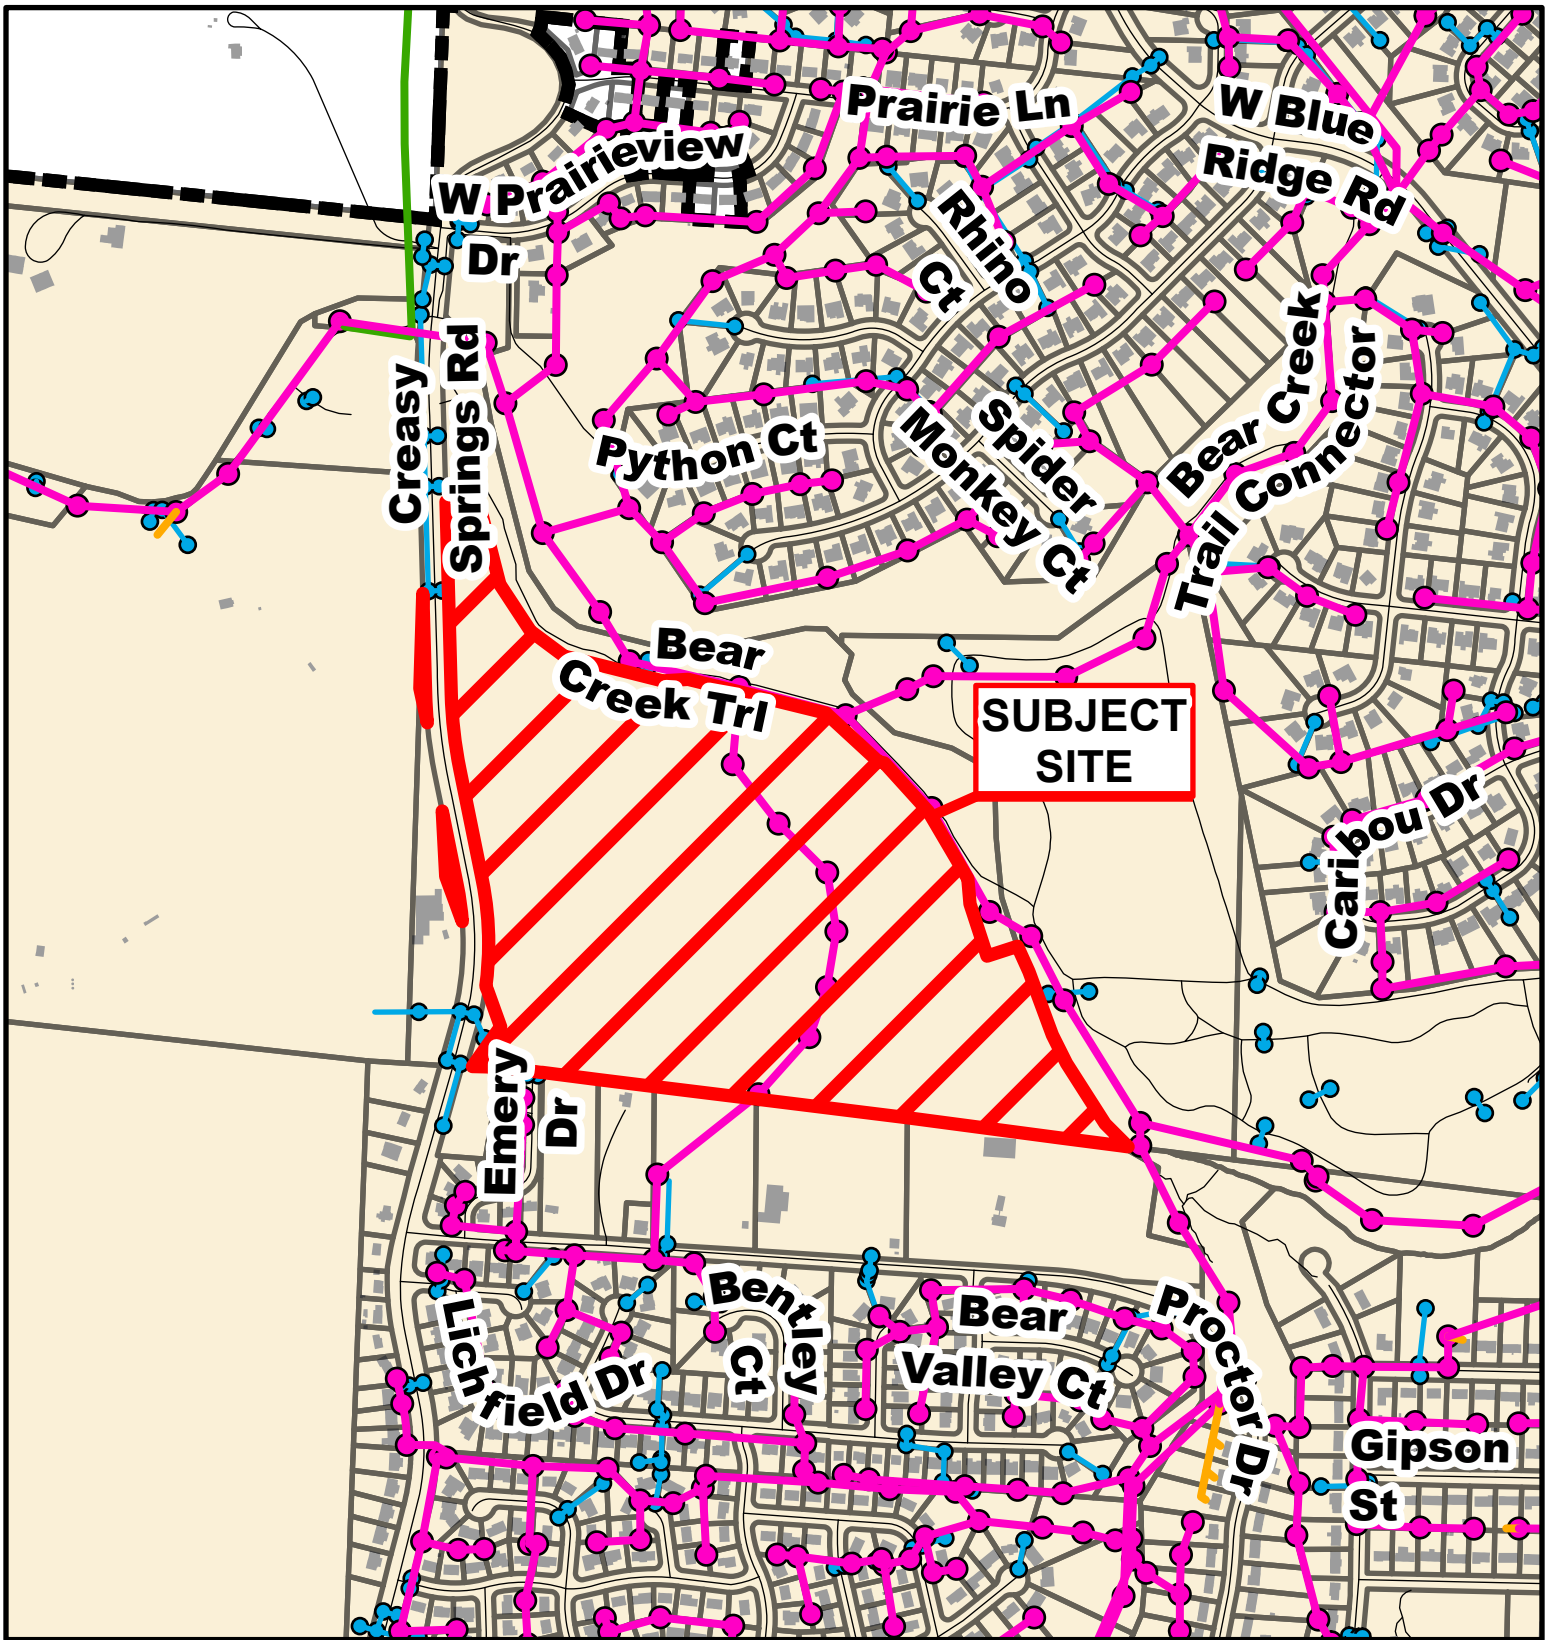 Prairie Ln
W Blue
Ridge Rd
W Prairieview
Dr
Rhino
Ct
Creasy
Springs Rd
Python Ct
Monkey Ct
Spider
Bear Creek
Trail Connector
Bear
Creek Trl
SUBJECT
SITE
Caribou Dr
Emery
Dr
Lichfield Dr
Bentley
Ct
Bear
Valley Ct
Proctor Dr
Gipson
St